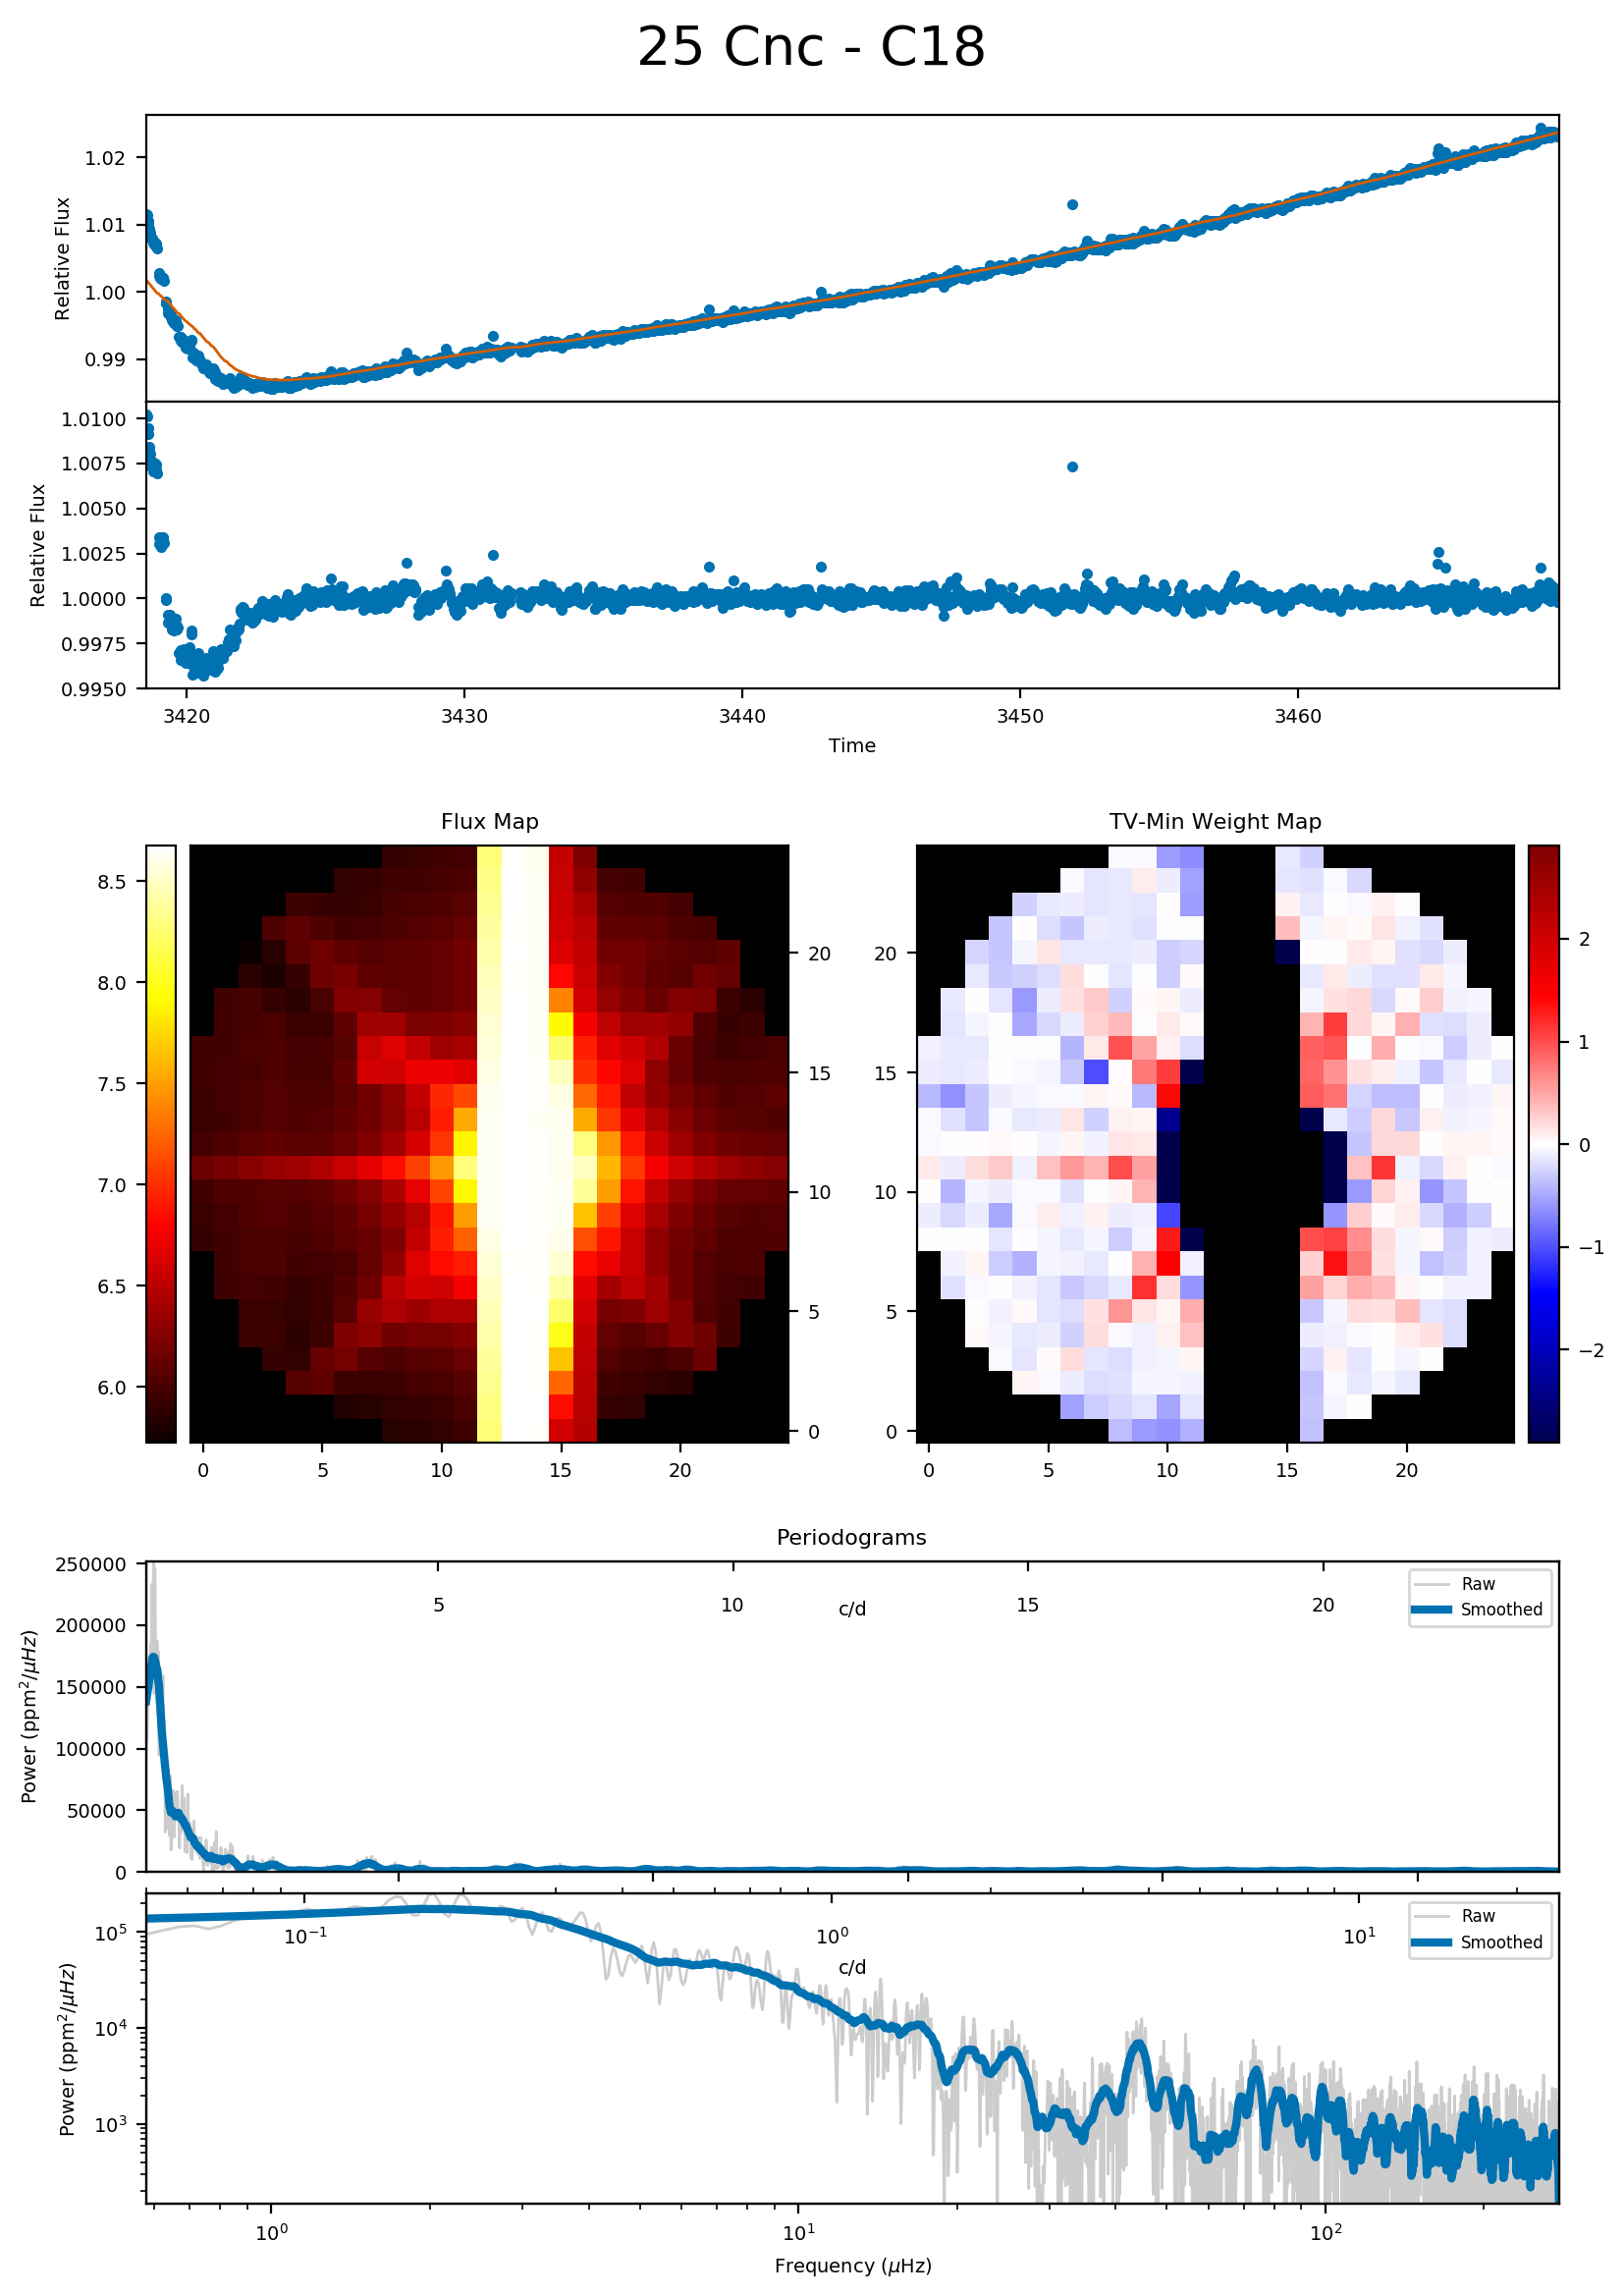 25 Cnc - C18
Relative Flux
1.02
1.01
1.00
0.99
Relative Flux
1.0100
1.0075
1.0050
1.0025
1.0000
0.9975
0.9950
3420 3430 3440 3450 3460
Time
Flux Map
8.5
8.0
7.5
7.0
6.5
6.0
20
15
10
5
0
0 5 10 15 20
TV-Min Weight Map
20
15
10
5
0
0 5 10 15 20
2
1
0
−1
−2
Periodograms
Power (ppm²/μHz)
250000
200000
150000
100000
50000
0
5 10 15 20
c/d
Raw
Smoothed
Power (ppm²/μHz)
10⁵
10⁴
10³
10⁻¹ 10⁰ 10¹
c/d
Raw
Smoothed
10⁰ 10¹ 10²
Frequency (μHz)